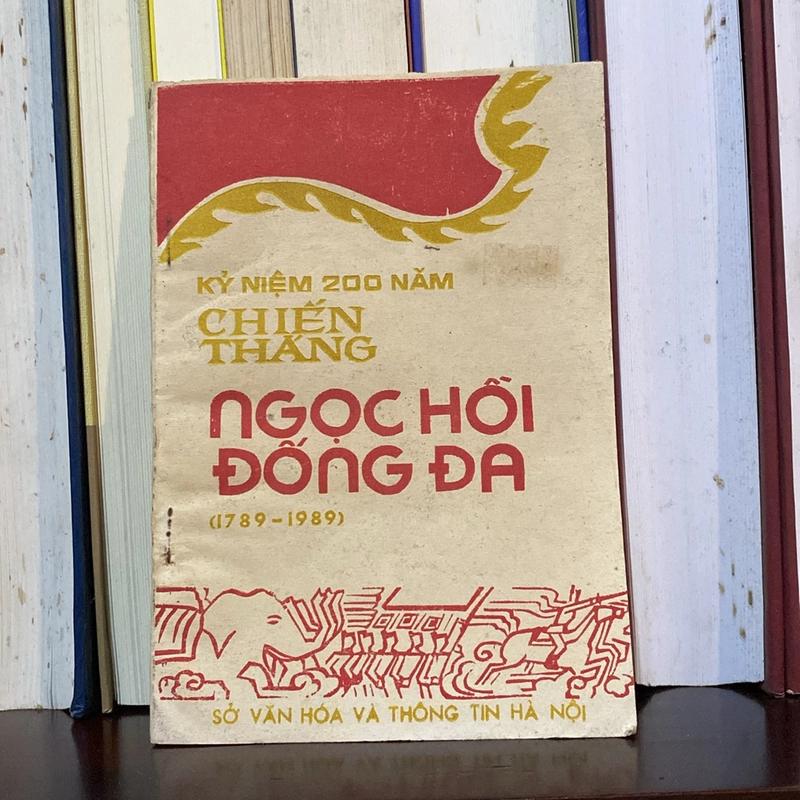 KỶ NIỆM 200 NĂM
CHIẾN
THẮNG
NGỌC HỒI
ĐỐNG ĐA
(1789-1989)
SỞ VĂN HÓA VÀ THÔNG TIN HÀ NỘI